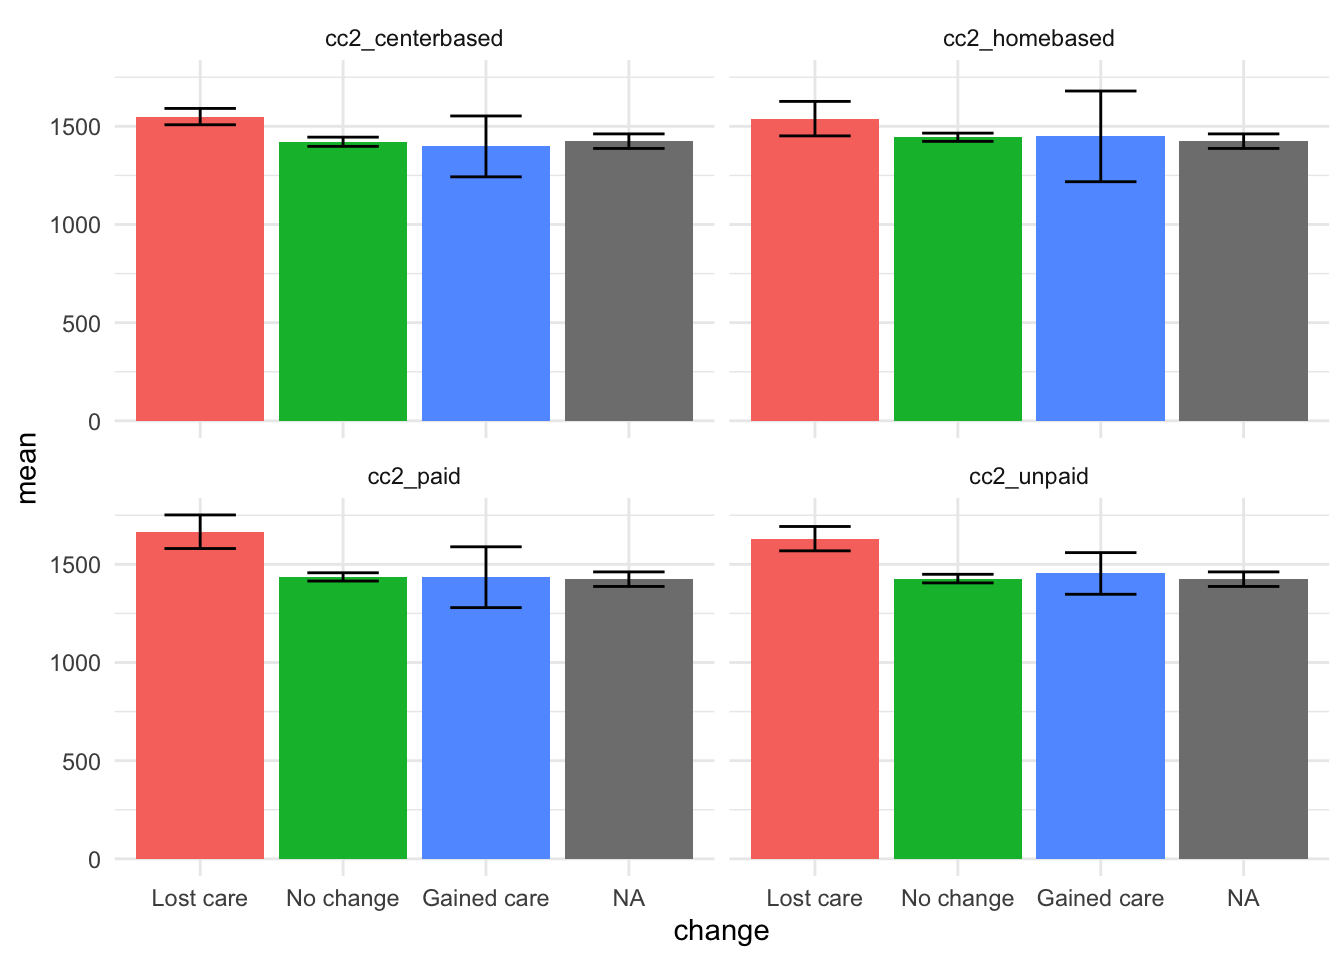 cc2_centerbased
cc2_homebased
1500
1000
500
0
mean
cc2_paid
cc2_unpaid
1500
1000
500
0
Lost care No change Gained care NA
Lost care No change Gained care NA
change